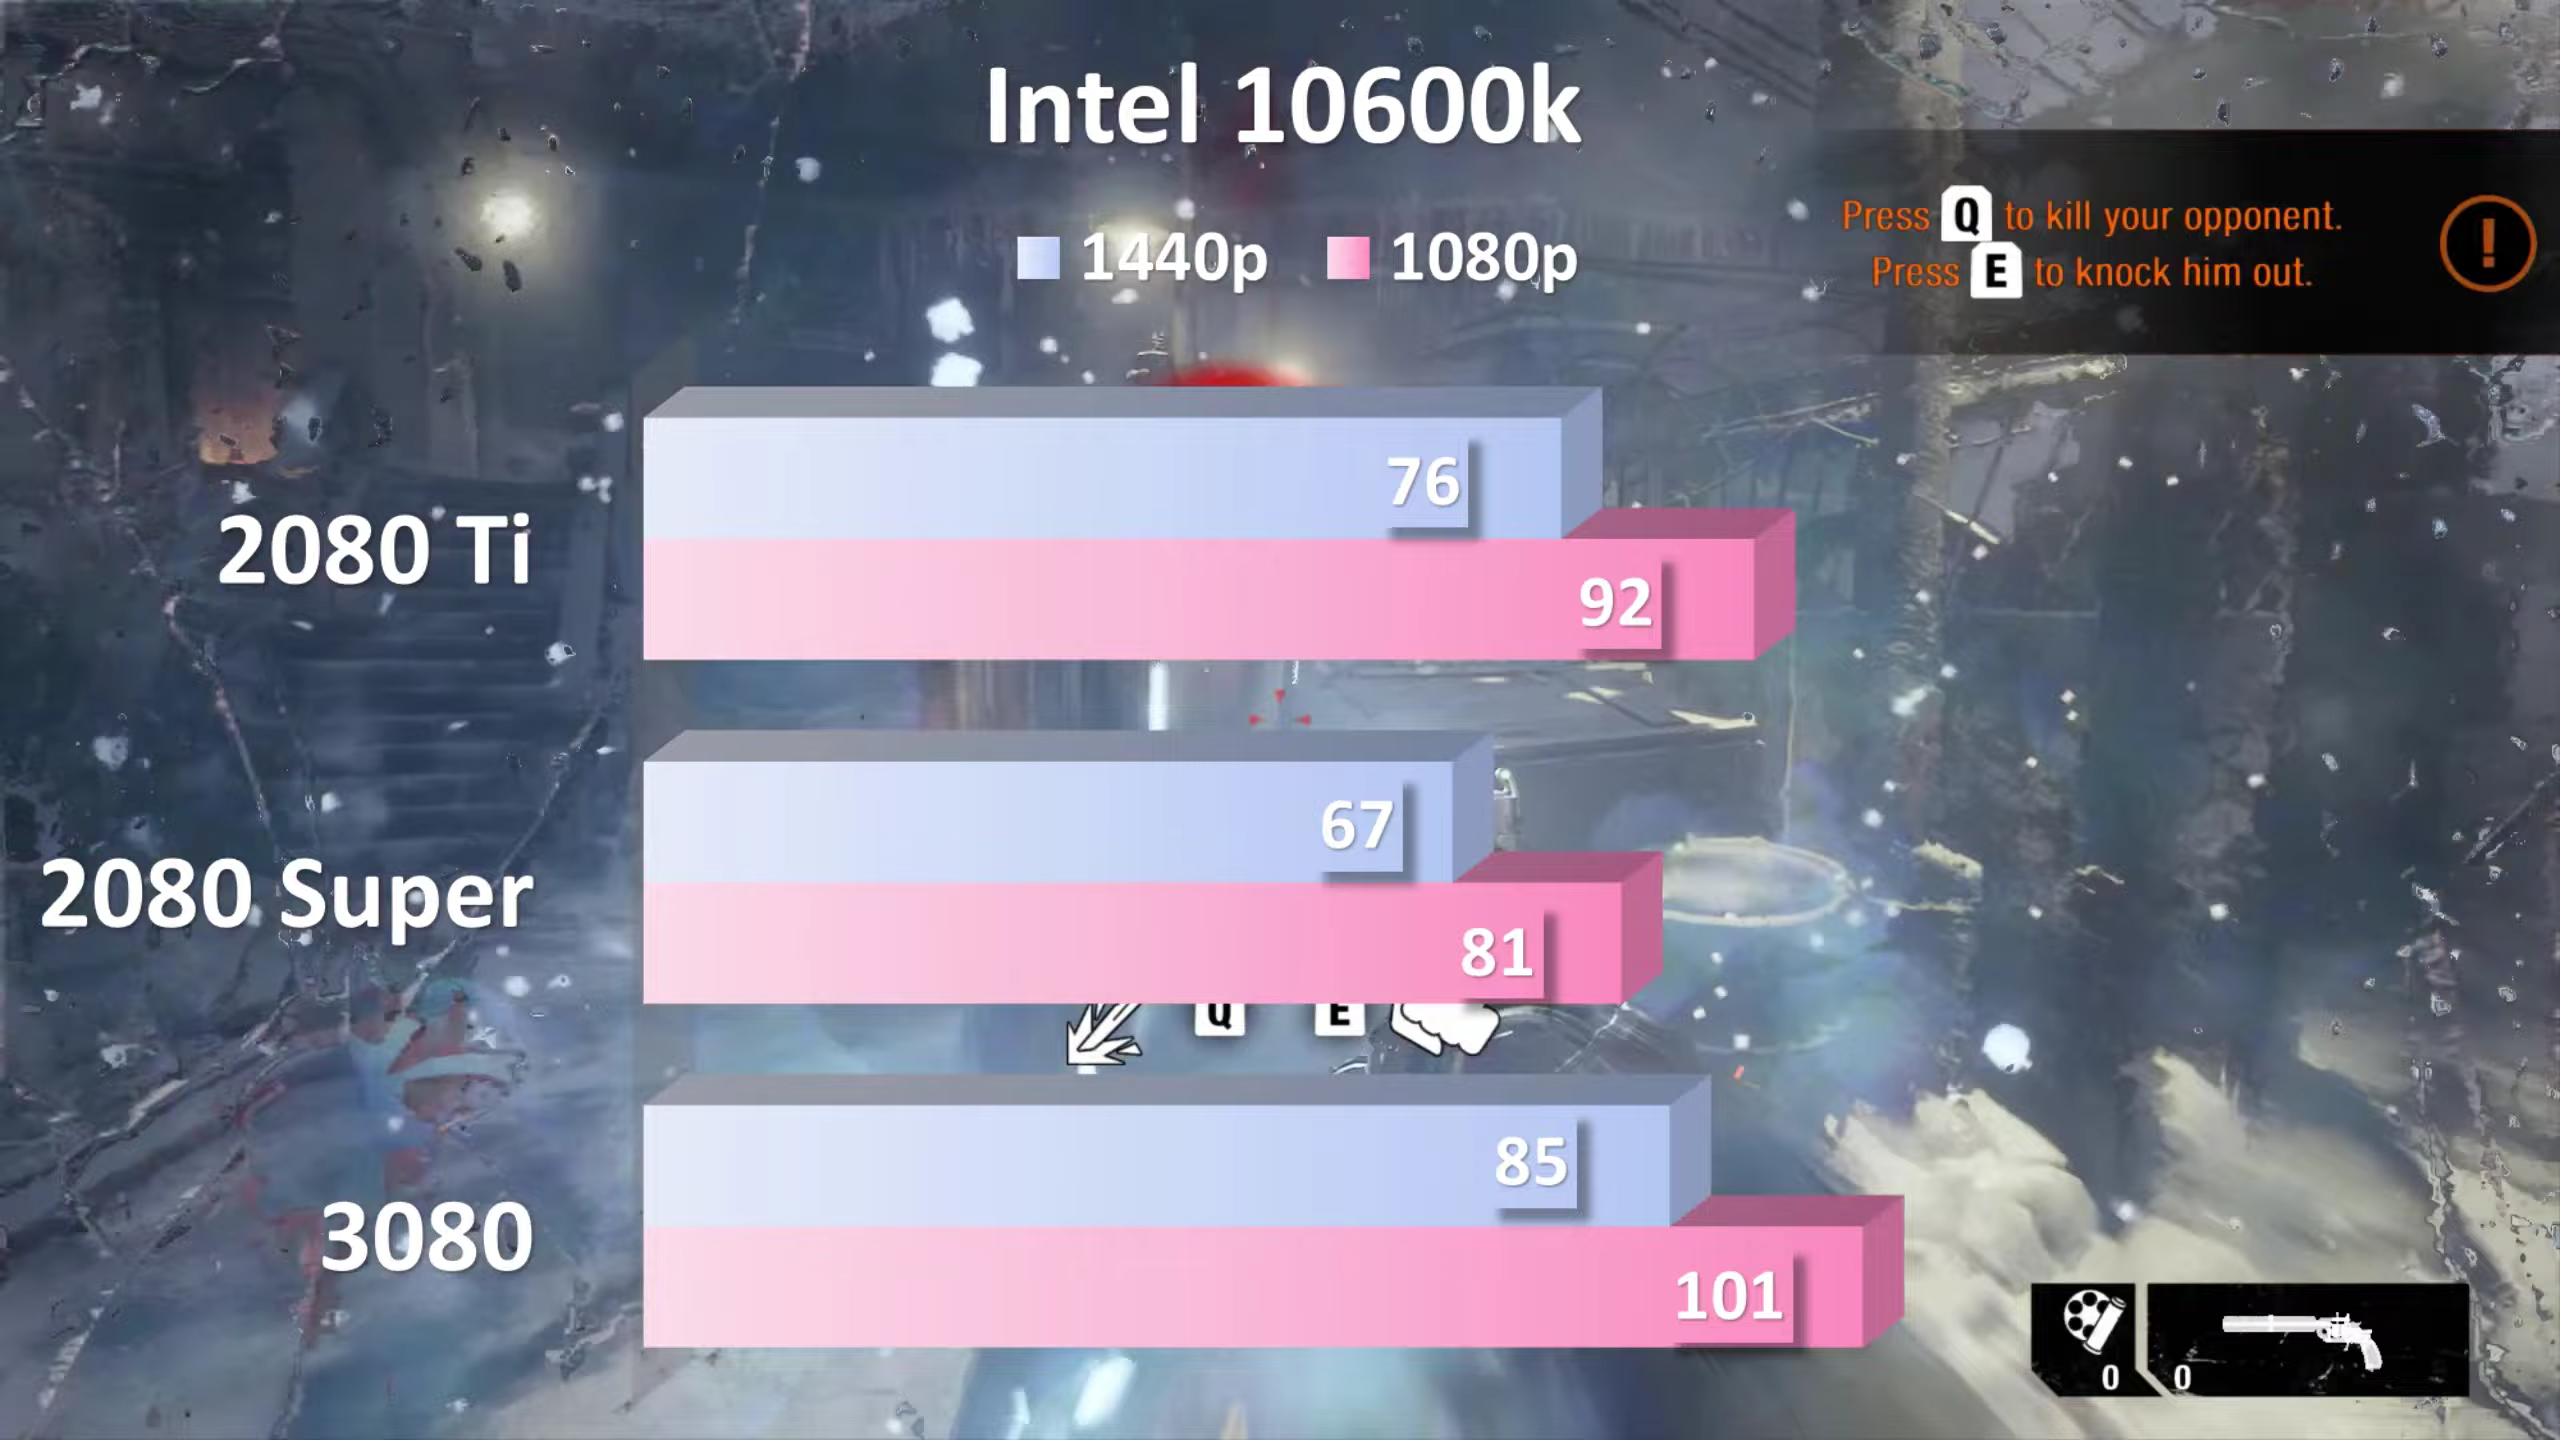 Intel 10600k
1440p 1080p
Press Q to kill your opponent.
Press E to knock him out.
!
2080 Ti
76
92
2080 Super
67
81
Q E
3080
85
101
0 0